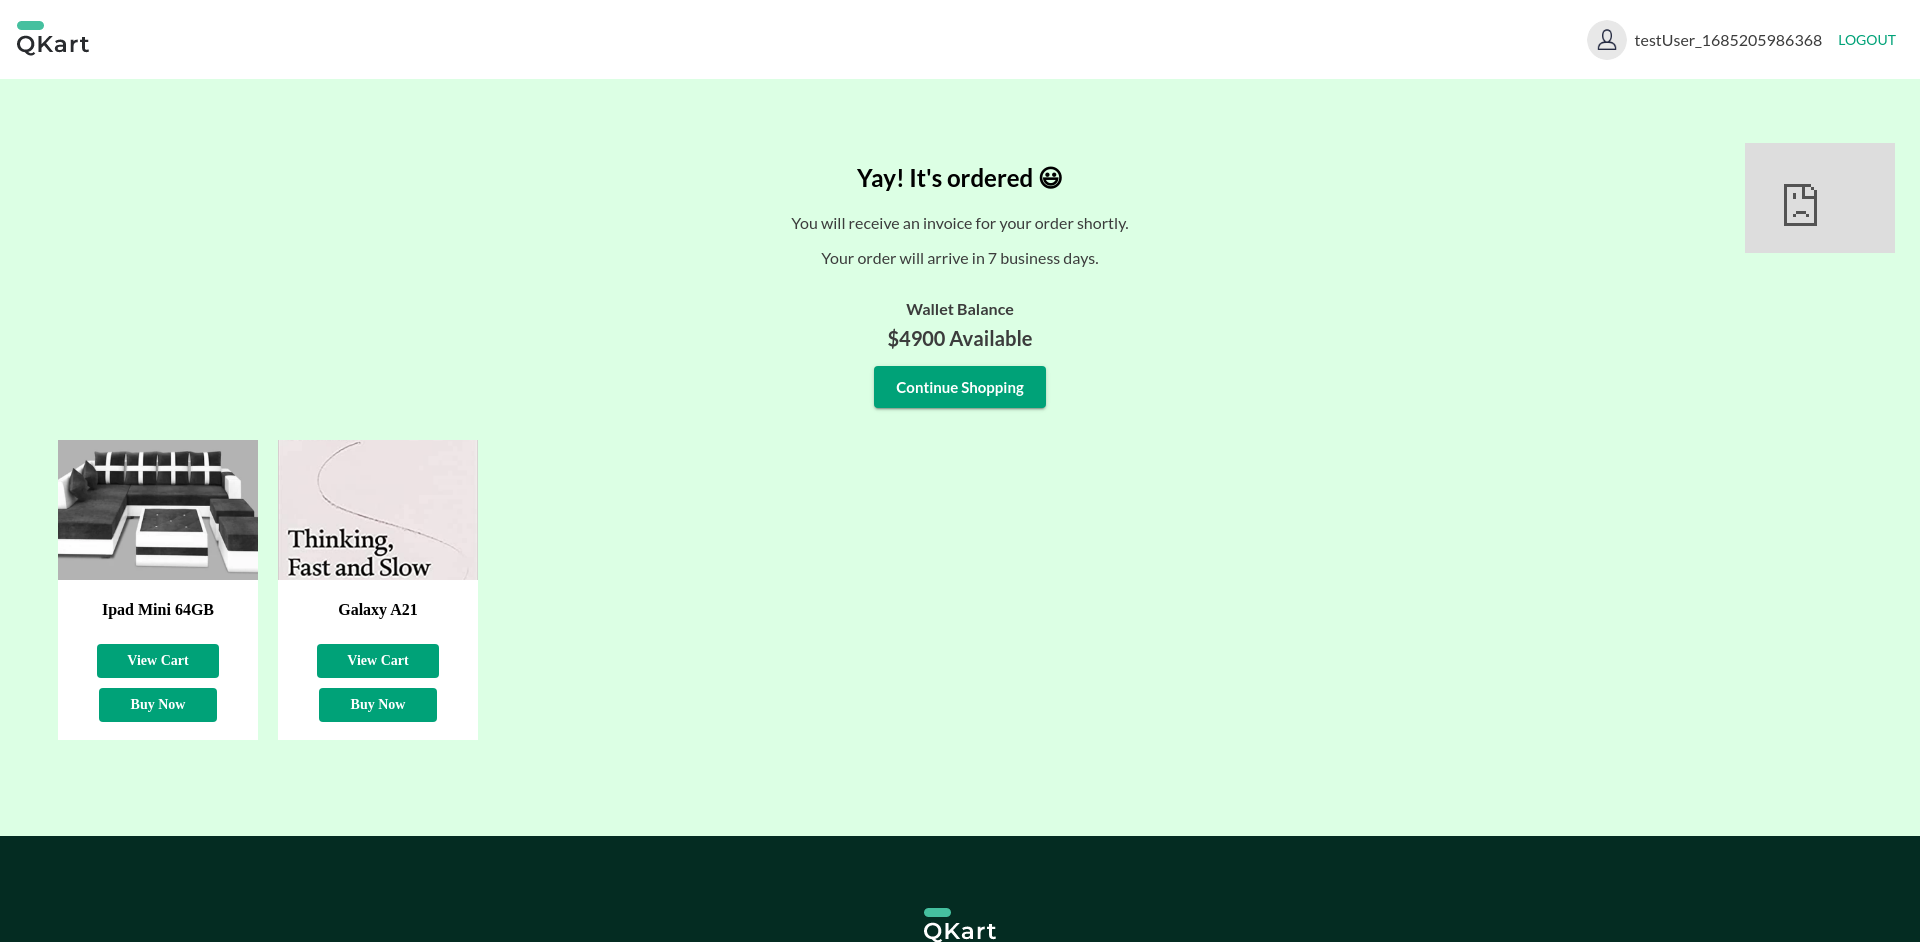 QKart
testUser_1685205986368
LOGOUT
Yay! It's ordered 😃
You will receive an invoice for your order shortly.
Your order will arrive in 7 business days.
Wallet Balance
$4900 Available
Continue Shopping
Thinking,
Fast and Slow
Ipad Mini 64GB
Galaxy A21
View Cart
View Cart
Buy Now
Buy Now
QKart